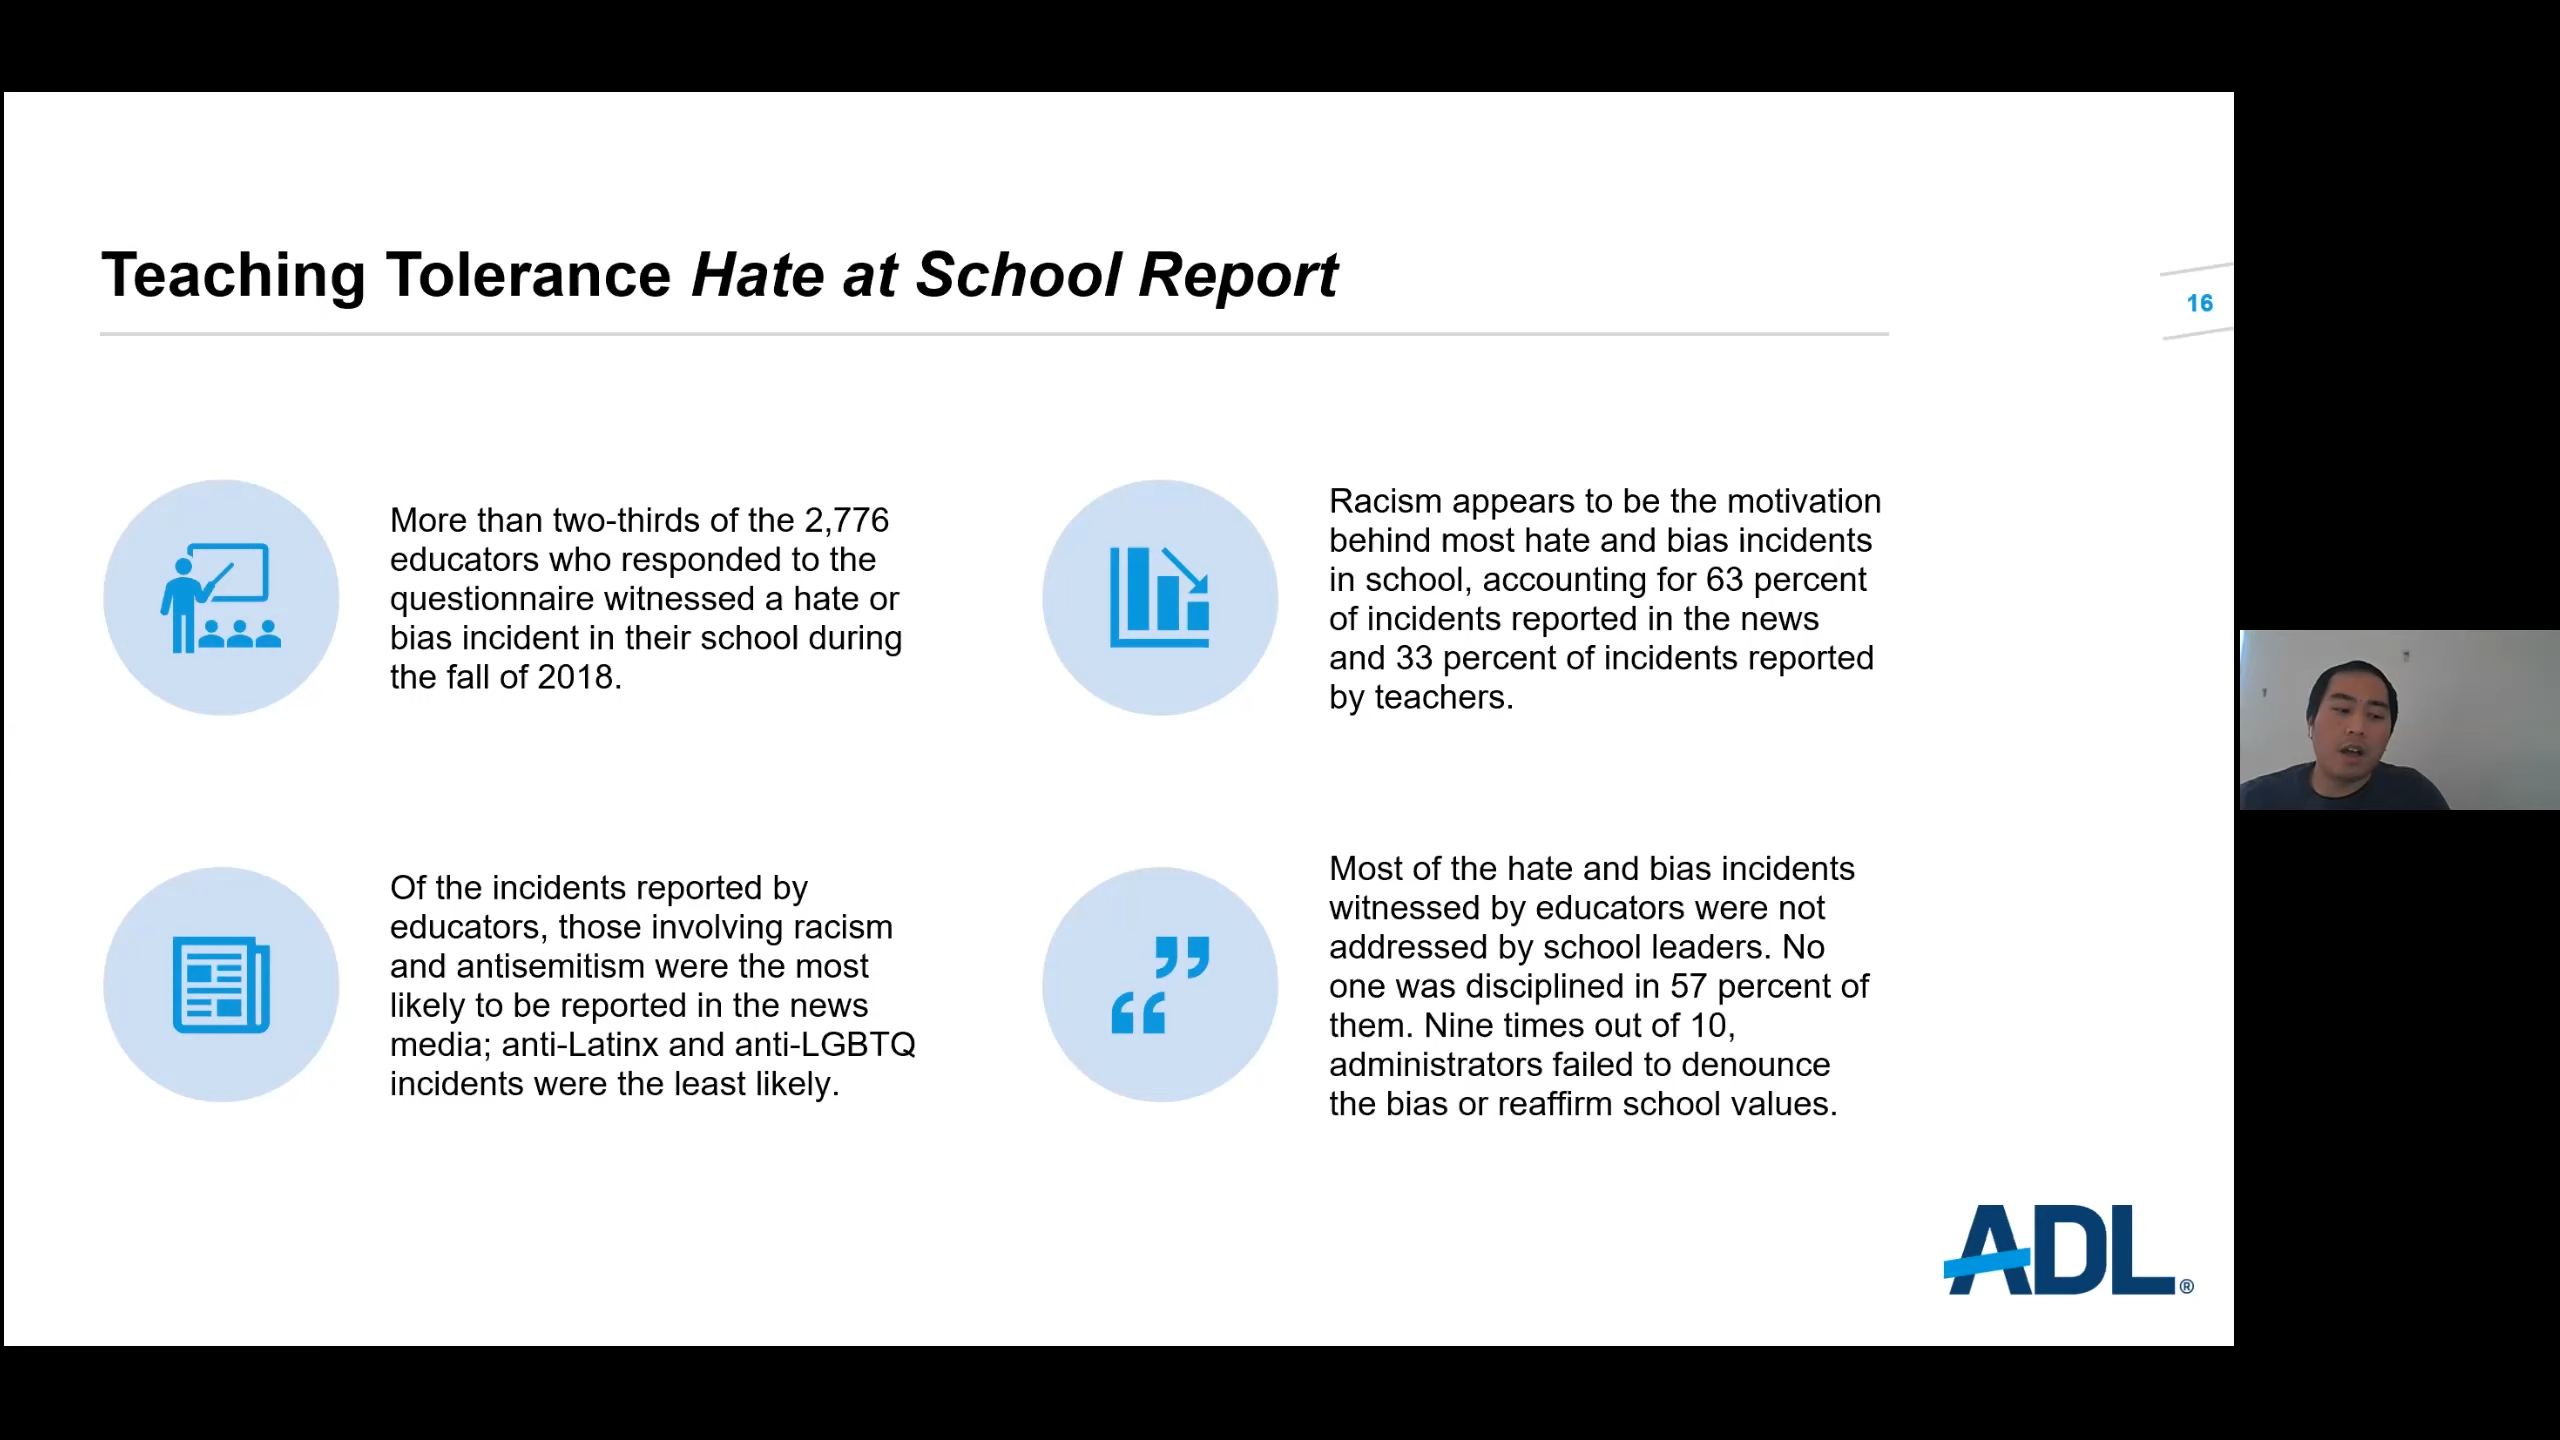 Teaching Tolerance Hate at School Report
16
More than two-thirds of the 2,776
educators who responded to the
questionnaire witnessed a hate or
bias incident in their school during
the fall of 2018.
Racism appears to be the motivation
behind most hate and bias incidents
in school, accounting for 63 percent
of incidents reported in the news
and 33 percent of incidents reported
by teachers.
Of the incidents reported by
educators, those involving racism
and antisemitism were the most
likely to be reported in the news
media; anti-Latinx and anti-LGBTQ
incidents were the least likely.
Most of the hate and bias incidents
witnessed by educators were not
addressed by school leaders. No
one was disciplined in 57 percent of
them. Nine times out of 10,
administrators failed to denounce
the bias or reaffirm school values.
ADL®